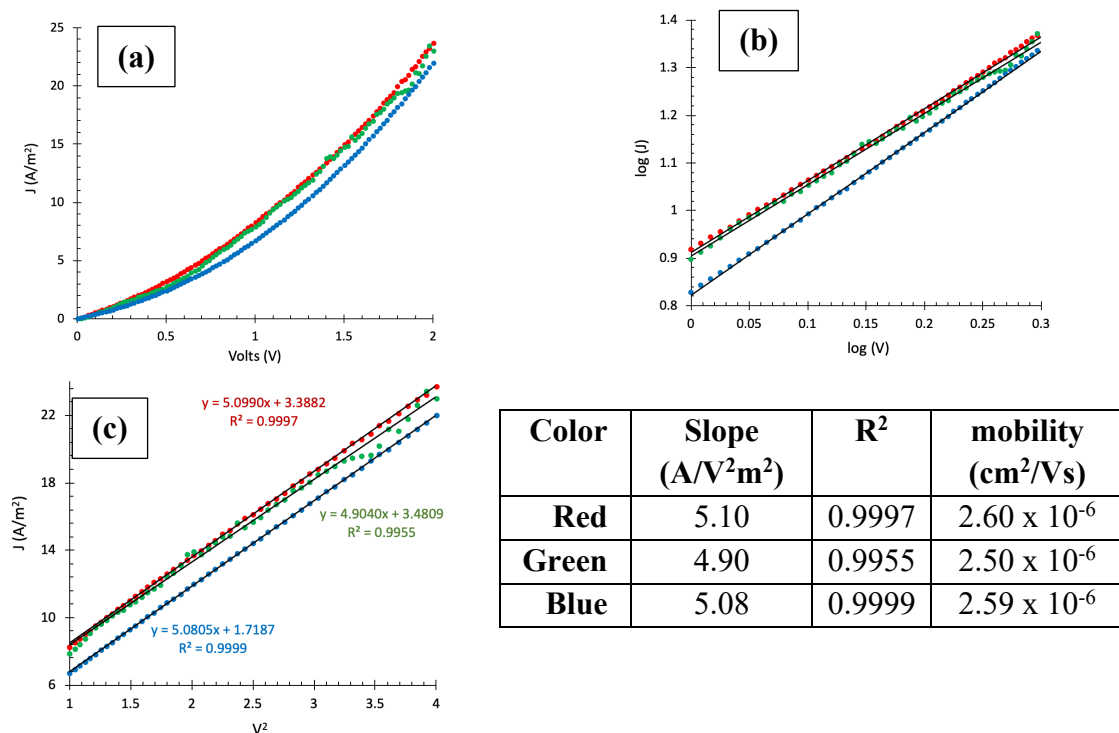 (a)
25
20
15
10
5
0
J (A/m²)
0 0.5 1 1.5 2
Volts (V)
(b)
1.4
1.3
1.2
1.1
1
0.9
0.8
log (J)
0 0.05 0.1 0.15 0.2 0.25 0.3
log (V)
(c)
22
18
14
10
6
J (A/m²)
y = 5.0990x + 3.3882
R² = 0.9997
y = 4.9040x + 3.4809
R² = 0.9955
y = 5.0805x + 1.7187
R² = 0.9999
1 1.5 2 2.5 3 3.5 4
V²
Color Slope (A/V²m²) R² mobility (cm²/Vs)
Red 5.10 0.9997 2.60 x 10⁻⁶
Green 4.90 0.9955 2.50 x 10⁻⁶
Blue 5.08 0.9999 2.59 x 10⁻⁶